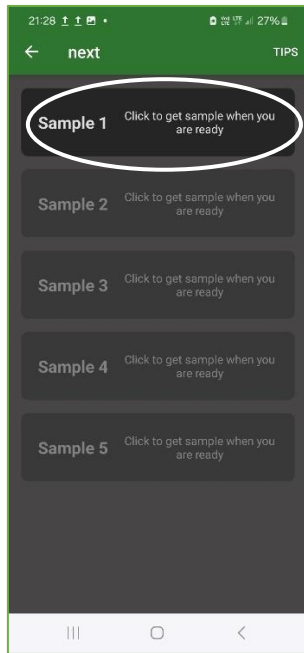 21:28 27%
next TIPS
Sample 1
Click to get sample when you
are ready
Sample 2
Click to get sample when you
are ready
Sample 3
Click to get sample when you
are ready
Sample 4
Click to get sample when you
are ready
Sample 5
Click to get sample when you
are ready